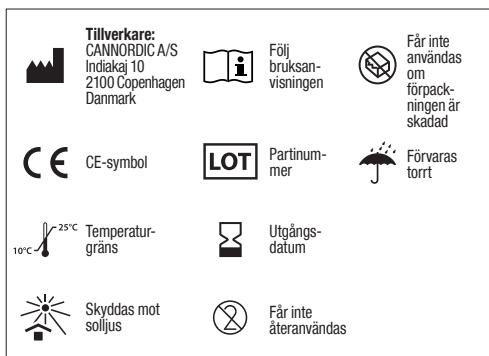 Tillverkare:
CANNORDIC A/S
Indiakaj 10
2100 Copenhagen
Danmark
Följ
bruksan-
visningen
Får inte
användas
om
förpack-
ningen är
skadad
CE
CE-symbol
LOT
Partinum-
mer
Förvaras
torrt
25°C
10°C
Temperatur-
gräns
Utgångs-
datum
Skyddas mot
solljus
2
Får inte
återanvändas